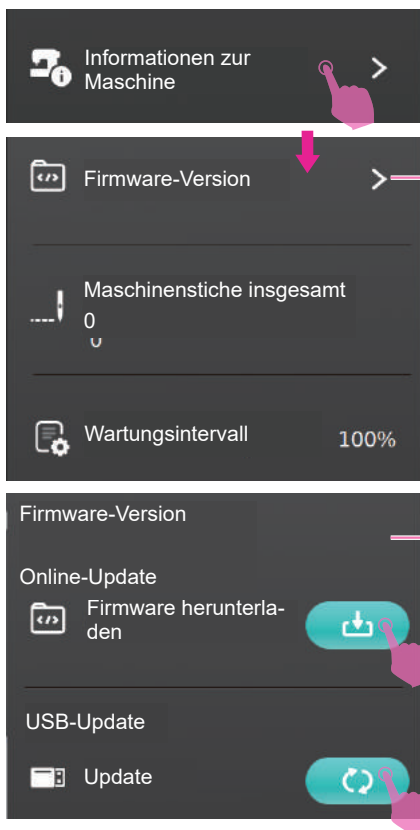 Informationen zur
Maschine
Firmware-Version
Maschinenstiche insgesamt
0
Wartungsintervall
100%
Firmware-Version
Online-Update
Firmware herunterla-
den
USB-Update
Update